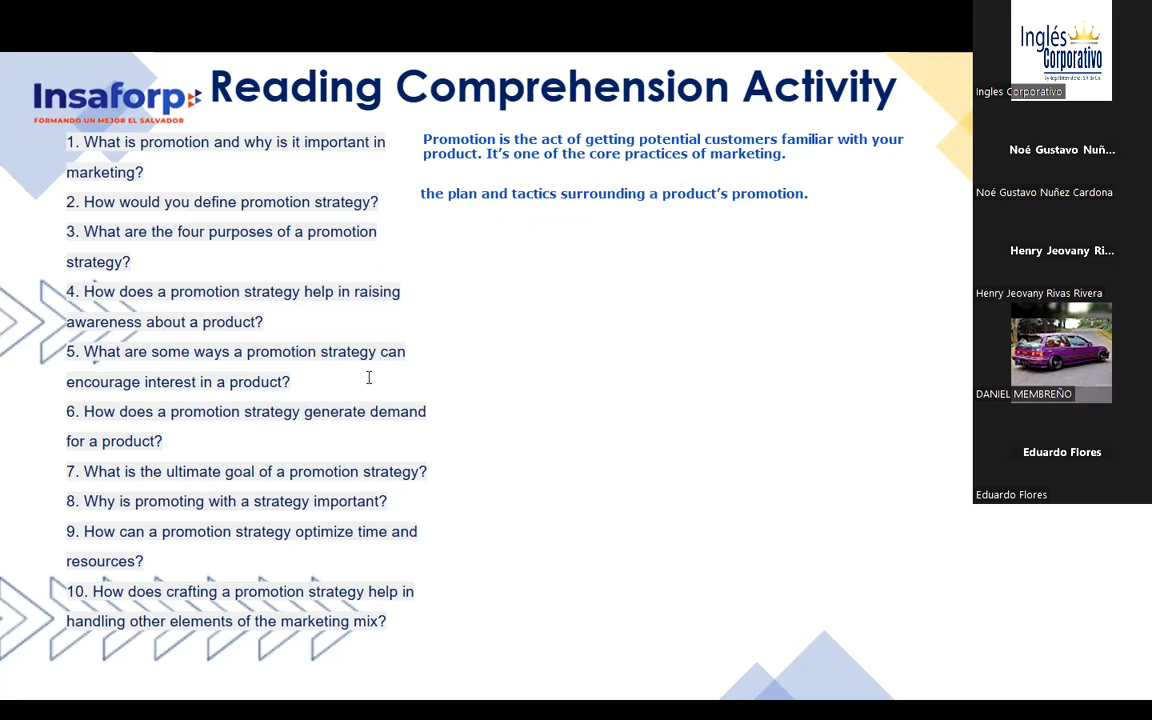 Insaforp
FORMANDO UN MEJOR EL SALVADOR
Reading Comprehension Activity
1. What is promotion and why is it important in
marketing?
2. How would you define promotion strategy?
3. What are the four purposes of a promotion
strategy?
4. How does a promotion strategy help in raising
awareness about a product?
5. What are some ways a promotion strategy can
encourage interest in a product?
6. How does a promotion strategy generate demand
for a product?
7. What is the ultimate goal of a promotion strategy?
8. Why is promoting with a strategy important?
9. How can a promotion strategy optimize time and
resources?
10. How does crafting a promotion strategy help in
handling other elements of the marketing mix?
Promotion is the act of getting potential customers familiar with your
product. It’s one of the core practices of marketing.
the plan and tactics surrounding a product’s promotion.
Inglés
Corporativo
Ingles Corporativo
Noé Gustavo Nuñ...
Noé Gustavo Nuñez Cardona
Henry Jeovany Ri...
Henry Jeovany Rivas Rivera
DANIEL MEMBREÑO
Eduardo Flores
Eduardo Flores